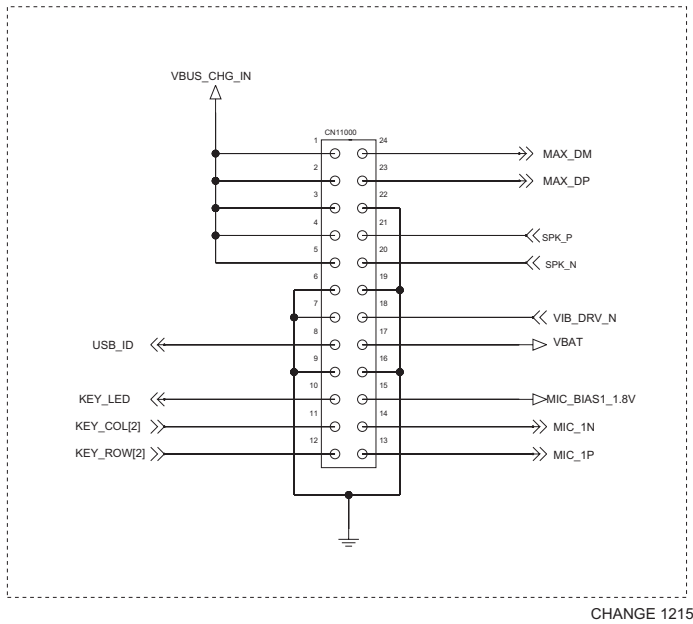 VBUS_CHG_IN
CN11000
1 24 MAX_DM
2 23 MAX_DP
3 22
4 21 SPK_P
5 20 SPK_N
6 19
7 18 VIB_DRV_N
USB_ID 8 17 VBAT
9 16
KEY_LED 10 15 MIC_BIAS1_1.8V
KEY_COL[2] 11 14 MIC_1N
KEY_ROW[2] 12 13 MIC_1P
CHANGE 1215